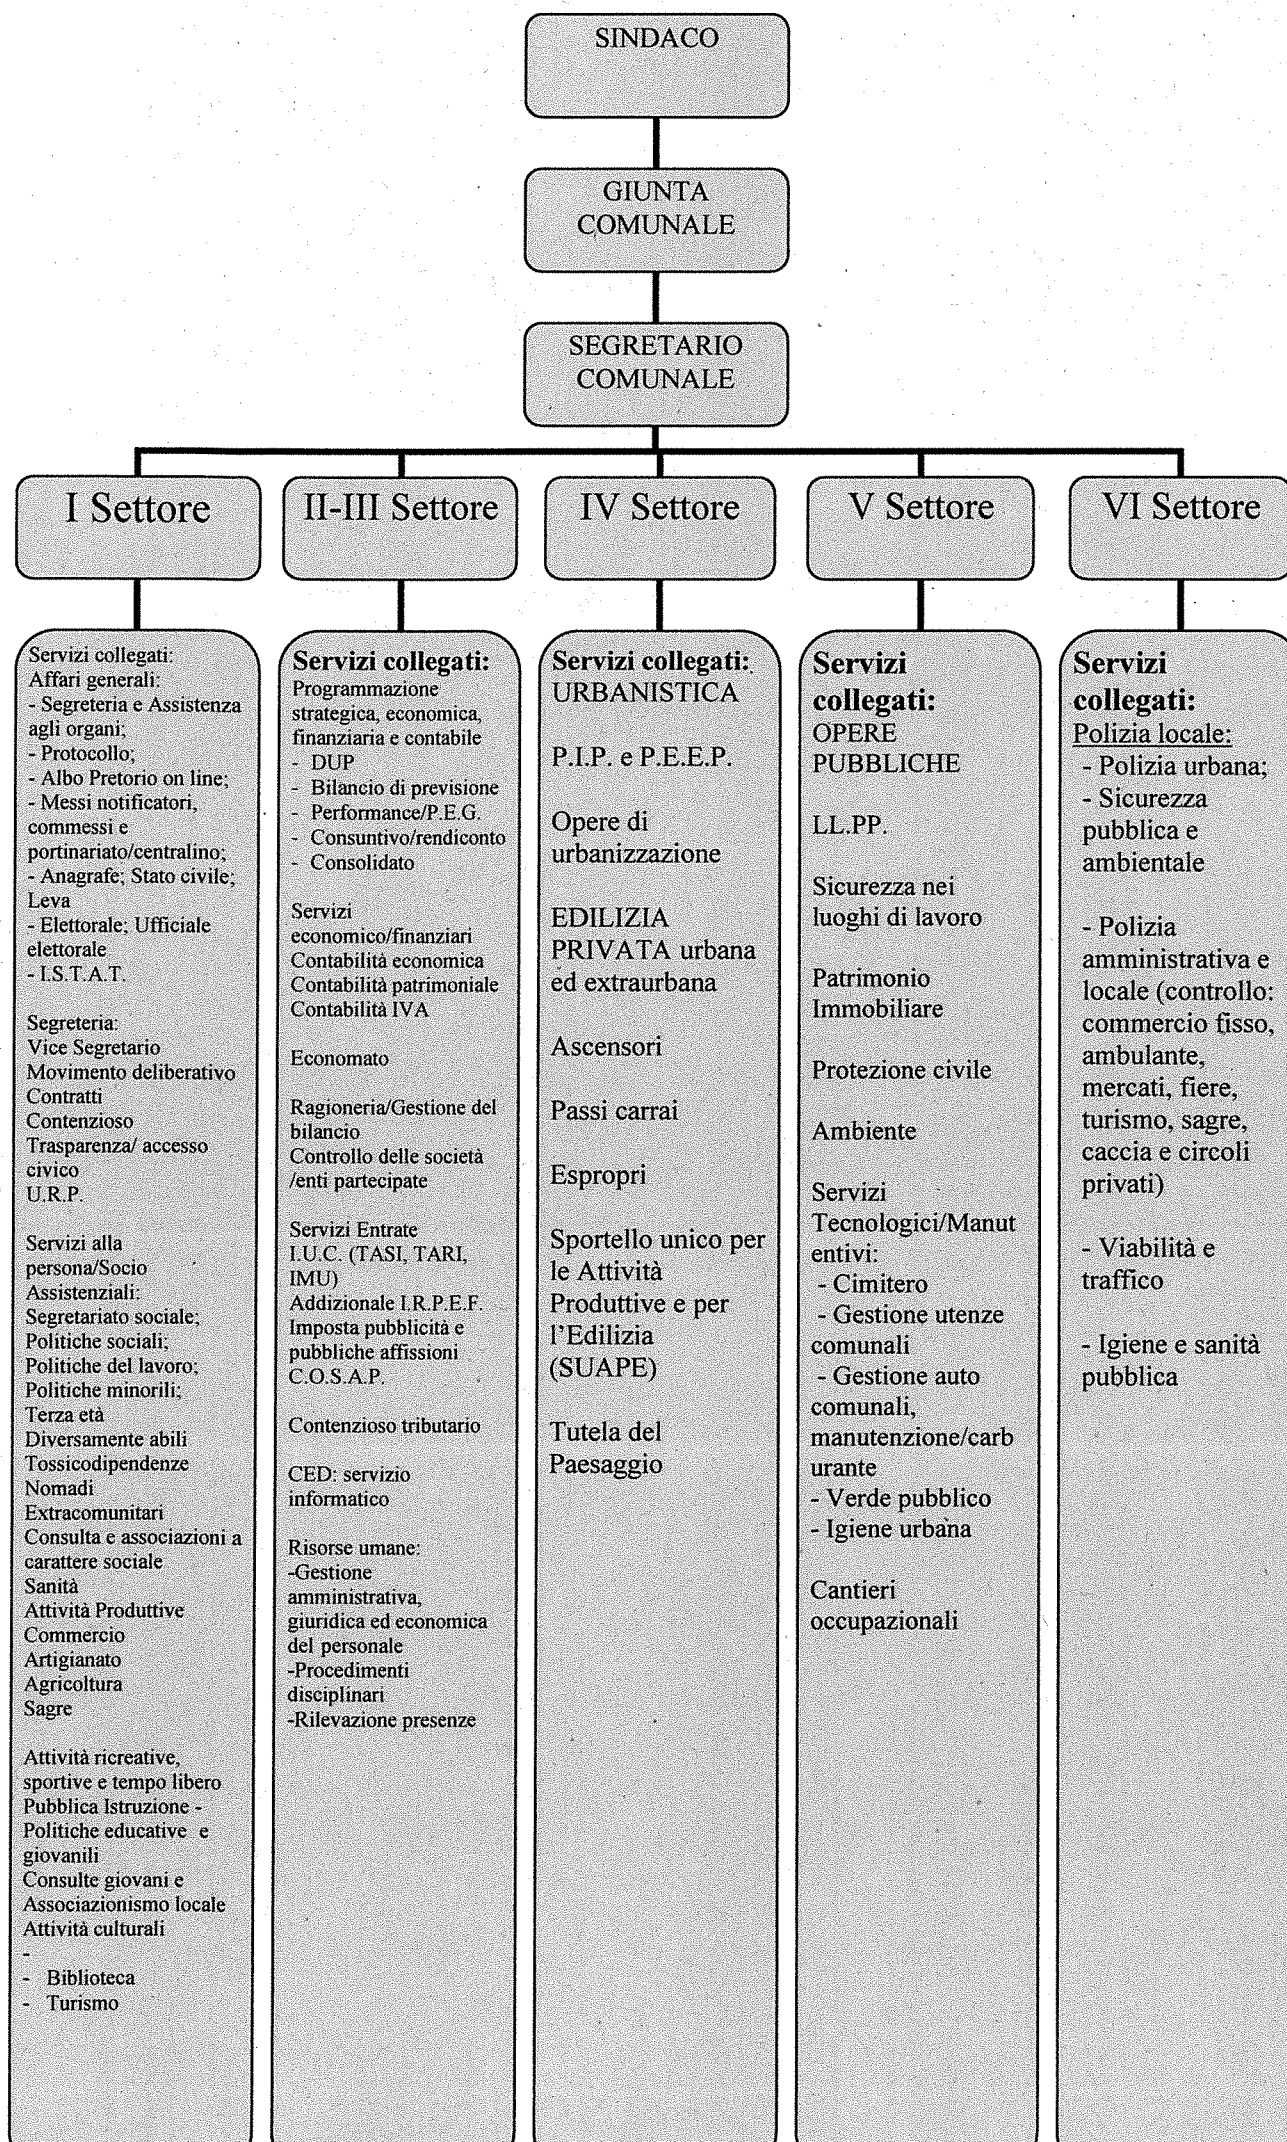 SINDACO
GIUNTA
COMUNALE
SEGRETARIO
COMUNALE
I Settore
II-III Settore
IV Settore
V Settore
VI Settore
Servizi collegati:
Affari generali:
- Segreteria e Assistenza
agli organi;
- Protocollo;
- Albo Pretorio on line;
- Messi notificatori,
commessi e
portinariato/centralino;
- Anagrafe; Stato civile;
Leva
- Elettorale; Ufficiale
elettorale
- I.S.T.A.T.
Segreteria:
Vice Segretario
Movimento deliberativo
Contratti
Contenzioso
Trasparenza/ accesso
civico
U.R.P.
Servizi alla
persona/Socio
Assistenziali:
Segretariato sociale;
Politiche sociali;
Politiche del lavoro;
Politiche minorili;
Terza età
Diversamente abili
Tossicodipendenze
Nomadi
Extracomunitari
Consulta e associazioni a
carattere sociale
Sanità
Attività Produttive
Commercio
Artigianato
Agricoltura
Sagre
Attività ricreative,
sportive e tempo libero
Pubblica Istruzione -
Politiche educative e
giovanili
Consulte giovani e
Associazionismo locale
Attività culturali
-
- Biblioteca
- Turismo
Servizi collegati:
Programmazione
strategica, economica,
finanziaria e contabile
- DUP
- Bilancio di previsione
- Performance/P.E.G.
- Consuntivo/rendiconto
- Consolidato
Servizi
economico/finanziari
Contabilità economica
Contabilità patrimoniale
Contabilità IVA
Economato
Ragioneria/Gestione del
bilancio
Controllo delle società
/enti partecipate
Servizi Entrate
I.U.C. (TASI, TARI,
IMU)
Addizionale I.R.P.E.F.
Imposta pubblicità e
pubbliche affissioni
C.O.S.A.P.
Contenzioso tributario
CED: servizio
informatico
Risorse umane:
-Gestione
amministrativa,
giuridica ed economica
del personale
-Procedimenti
disciplinari
-Rilevazione presenze
Servizi collegati:
URBANISTICA
P.I.P. e P.E.E.P.
Opere di
urbanizzazione
EDILIZIA
PRIVATA urbana
ed extraurbana
Ascensori
Passi carrai
Espropri
Sportello unico per
le Attività
Produttive e per
l'Edilizia
(SUAPE)
Tutela del
Paesaggio
Servizi
collegati:
OPERE
PUBBLICHE
LL.PP.
Sicurezza nei
luoghi di lavoro
Patrimonio
Immobiliare
Protezione civile
Ambiente
Servizi
Tecnologici/Manut
entivi:
- Cimitero
- Gestione utenze
comunali
- Gestione auto
comunali,
manutenzione/carb
urante
- Verde pubblico
- Igiene urbana
Cantieri
occupazionali
Servizi
collegati:
Polizia locale:
- Polizia urbana;
- Sicurezza
pubblica e
ambientale
- Polizia
amministrativa e
locale (controllo:
commercio fisso,
ambulante,
mercati, fiere,
turismo, sagre,
caccia e circoli
privati)
- Viabilità e
traffico
- Igiene e sanità
pubblica